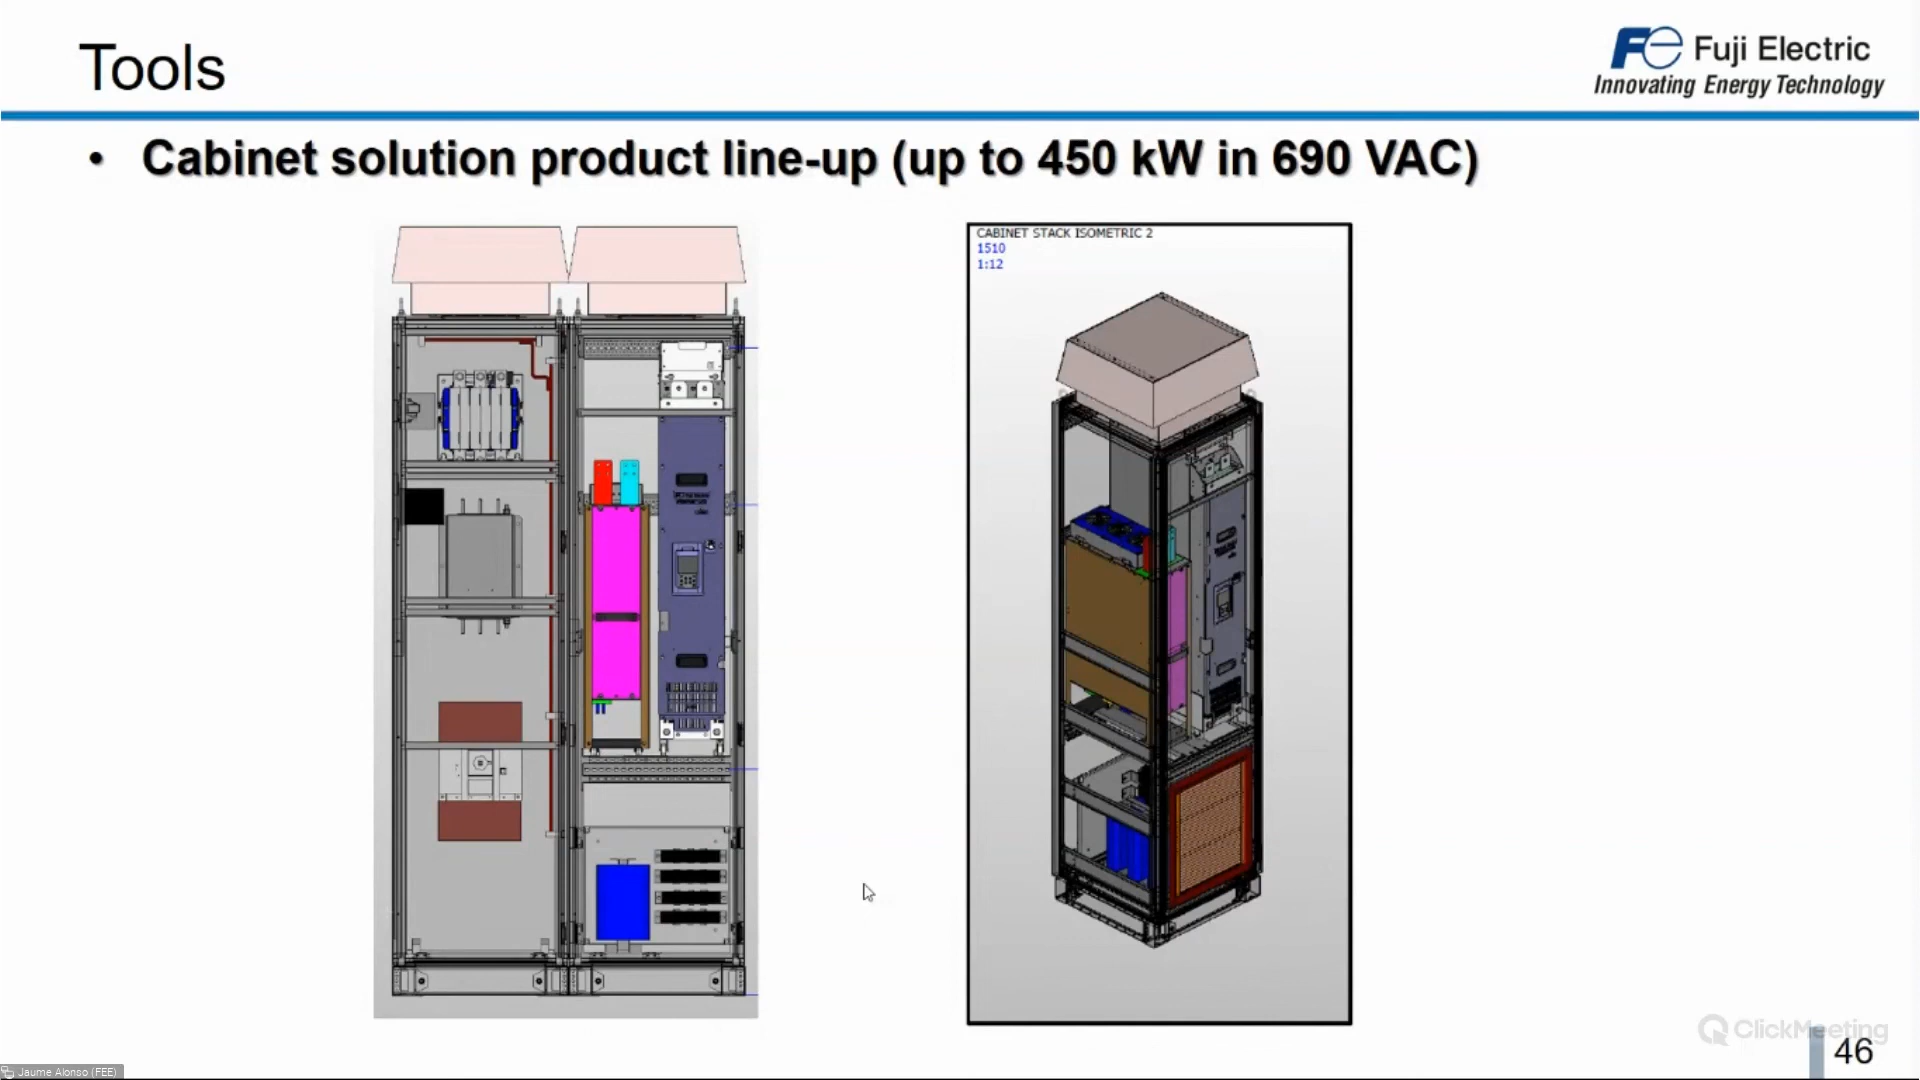 Tools
Fe Fuji Electric
Innovating Energy Technology
• Cabinet solution product line-up (up to 450 kW in 690 VAC)
CABINET STACK ISOMETRIC 2
1510
1:12
ClickMeeting
46
Jaume Alonso (FEE)